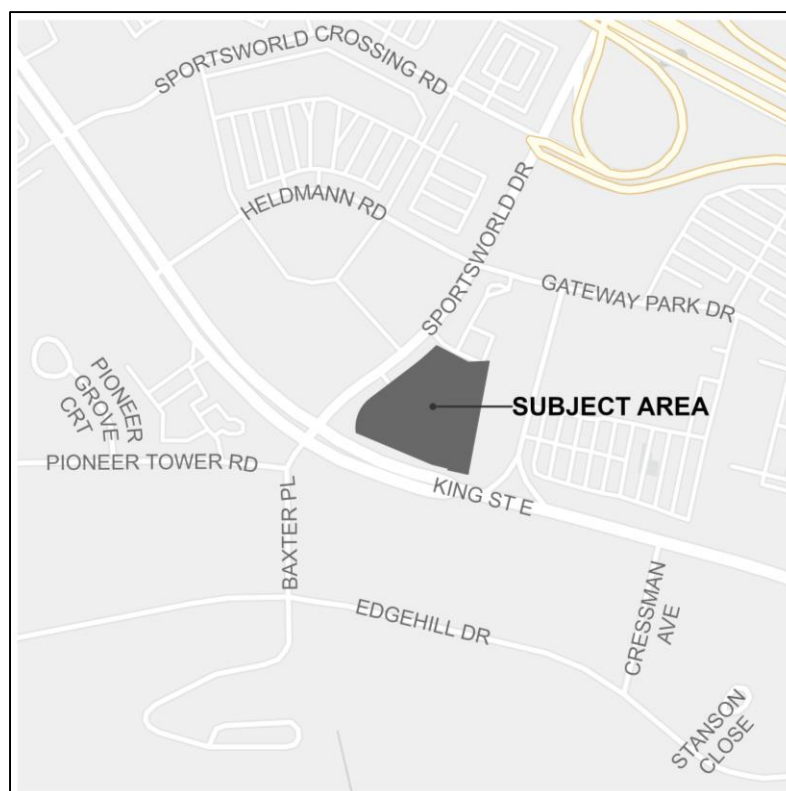 SPORTSWORLD CROSSING RD
HELDMANN RD
SPORTSWORLD DR
GATEWAY PARK DR
PIONEER
GROVE
CRT
SUBJECT AREA
PIONEER TOWER RD
KING ST E
BAXTER PL
EDGEHILL DR
CRESSMAN
AVE
STANSON
CLOSE